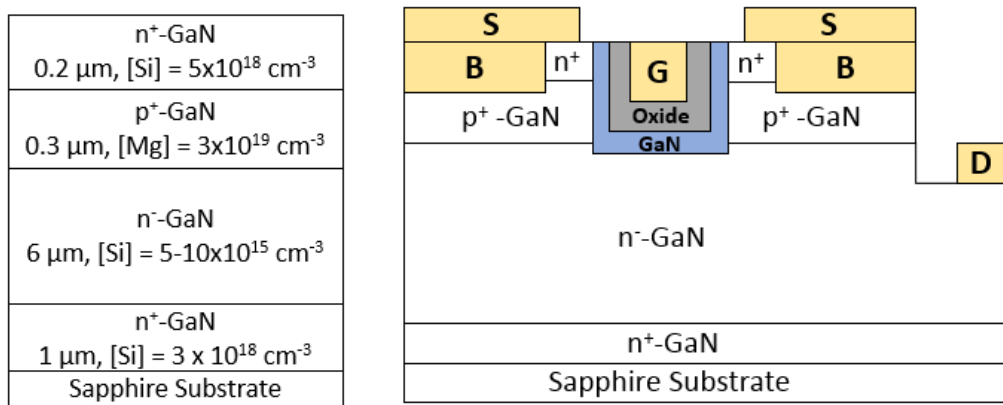 n⁺-GaN
0.2 µm, [Si] = 5x10¹⁸ cm⁻³
p⁺-GaN
0.3 µm, [Mg] = 3x10¹⁹ cm⁻³
n⁻-GaN
6 µm, [Si] = 5-10x10¹⁵ cm⁻³
n⁺-GaN
1 µm, [Si] = 3 x 10¹⁸ cm⁻³
Sapphire Substrate
S
S
B
n⁺
G
n⁺
B
p⁺ -GaN
Oxide
p⁺ -GaN
GaN
D
n⁻-GaN
n⁺-GaN
Sapphire Substrate